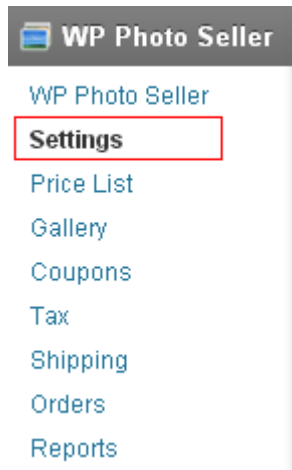 WP Photo Seller
WP Photo Seller
Settings
Price List
Gallery
Coupons
Tax
Shipping
Orders
Reports